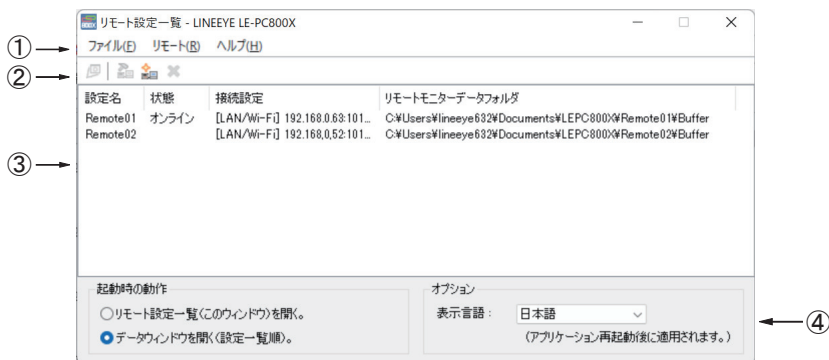 リモート設定一覧 - LINEEYE LE-PC800X
① ファイル(F) リモート(R) ヘルプ(H)
②
設定名 状態 接続設定 リモートモニターデータフォルダ
Remote01 オンライン [LAN/Wi-Fi] 192.168.0.63:101... C:¥Users¥lineeye632¥Documents¥LEPC800X¥Remote01¥Buffer
Remote02 [LAN/Wi-Fi] 192,168,0,52:101... C:¥Users¥lineeye632¥Documents¥LEPC800X¥Remote02¥Buffer
③
起動時の動作
リモート設定一覧(このウィンドウ)を開く。
データウィンドウを開く(設定一覧順)。
オプション
表示言語: 日本語
(アプリケーション再起動後に適用されます。)
④